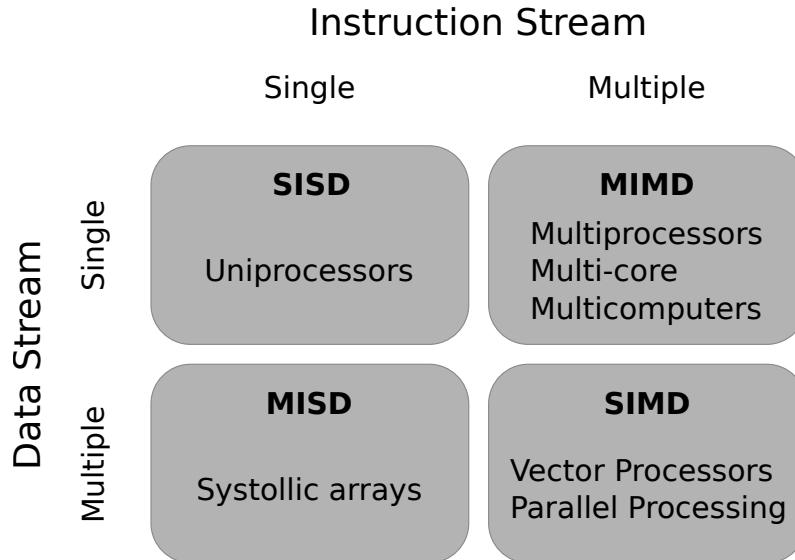 Instruction Stream
Single
Multiple
Data Stream
Single
SISD
Uniprocessors
MIMD
Multiprocessors
Multi-core
Multicomputers
Multiple
MISD
Systollic arrays
SIMD
Vector Processors
Parallel Processing